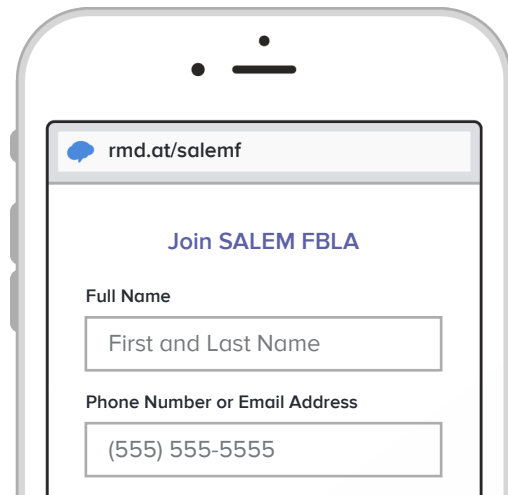 rmd.at/salemf
Join SALEM FBLA
Full Name
First and Last Name
Phone Number or Email Address
(555) 555-5555